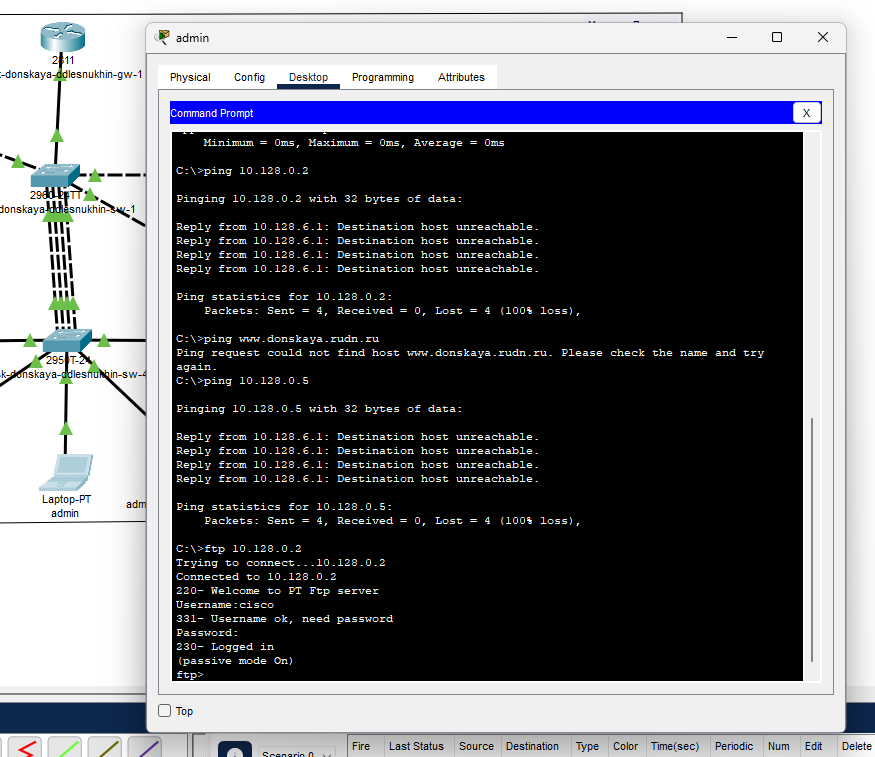 admin
Physical Config Desktop Programming Attributes
Command Prompt X
Minimum = 0ms, Maximum = 0ms, Average = 0ms
C:\>ping 10.128.0.2
Pinging 10.128.0.2 with 32 bytes of data:
Reply from 10.128.6.1: Destination host unreachable.
Reply from 10.128.6.1: Destination host unreachable.
Reply from 10.128.6.1: Destination host unreachable.
Reply from 10.128.6.1: Destination host unreachable.
Ping statistics for 10.128.0.2:
Packets: Sent = 4, Received = 0, Lost = 4 (100% loss),
C:\>ping www.donskaya.rudn.ru
Ping request could not find host www.donskaya.rudn.ru. Please check the name and try
again.
C:\>ping 10.128.0.5
Pinging 10.128.0.5 with 32 bytes of data:
Reply from 10.128.6.1: Destination host unreachable.
Reply from 10.128.6.1: Destination host unreachable.
Reply from 10.128.6.1: Destination host unreachable.
Reply from 10.128.6.1: Destination host unreachable.
Ping statistics for 10.128.0.5:
Packets: Sent = 4, Received = 0, Lost = 4 (100% loss),
C:\>ftp 10.128.0.2
Trying to connect...10.128.0.2
Connected to 10.128.0.2
220- Welcome to PT Ftp server
Username:cisco
331- Username ok, need password
Password:
230- Logged in
(passive mode On)
ftp>
Top
2811
-donskaya-ddlesnukhin-gw-1
2960-24TT
donskaya-ddlesnukhin-sw-1
2950T-24
k-donskaya-ddlesnukhin-sw-4
Laptop-PT
admin
adm
Scenario 0
Fire Last Status Source Destination Type Color Time(sec) Periodic Num Edit Delete